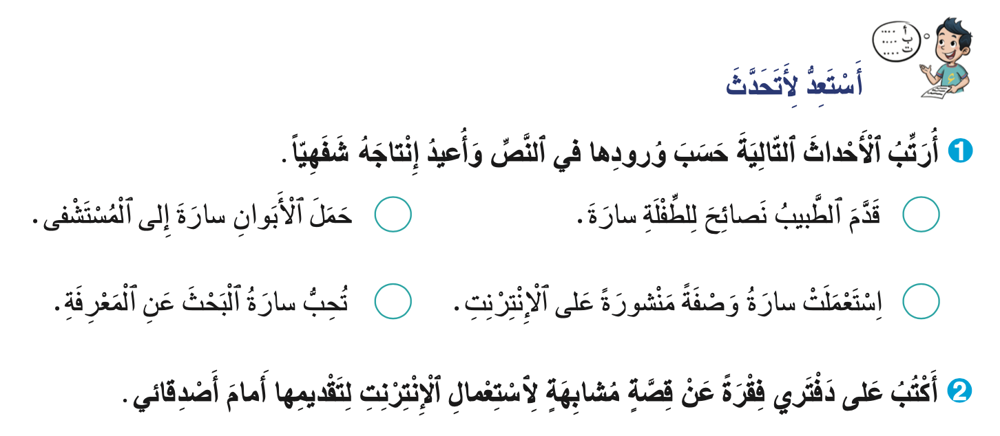 أ ....
ب ....
ت ....
أَسْتَعِدُّ لِأَتَحَدَّثَ
1 أُرَتِّبُ ٱلْأَحْداثَ ٱلتّالِيَةَ حَسَبَ وُرودِها في ٱلنَّصِّ وَأُعيدُ إِنْتاجَهُ شَفَهِيّاً.
قَدَّمَ ٱلطَّبيبُ نَصائِحَ لِلطِّفْلَةِ سارَةَ. حَمَلَ ٱلْأَبَوانِ سارَةَ إِلى ٱلْمُسْتَشْفى.
اِسْتَعْمَلَتْ سارَةُ وَصْفَةً مَنْشورَةً عَلى ٱلْإِنْتِرْنِتِ. تُحِبُّ سارَةُ ٱلْبَحْثَ عَنِ ٱلْمَعْرِفَةِ.
2 أَكْتُبُ عَلى دَفْتَري فِقْرَةً عَنْ قِصَّةٍ مُشابِهَةٍ لِٱسْتِعْمالِ ٱلْإِنْتِرْنِتِ لِتَقْديمِها أَمامَ أَصْدِقائي.